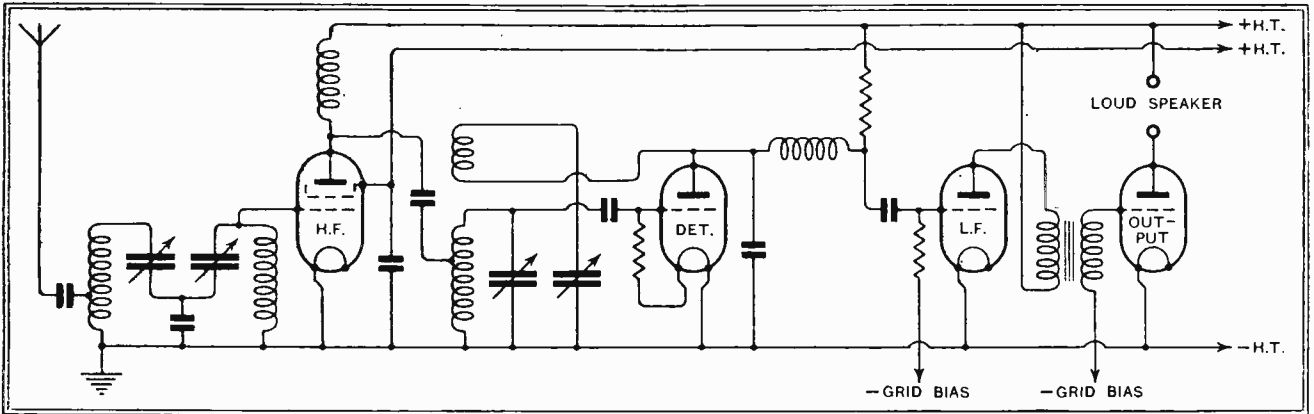 +H.T.
+H.T.
LOUD SPEAKER
H.F.
DET.
L.F.
OUT-
PUT
-H.T.
-GRID BIAS
-GRID BIAS